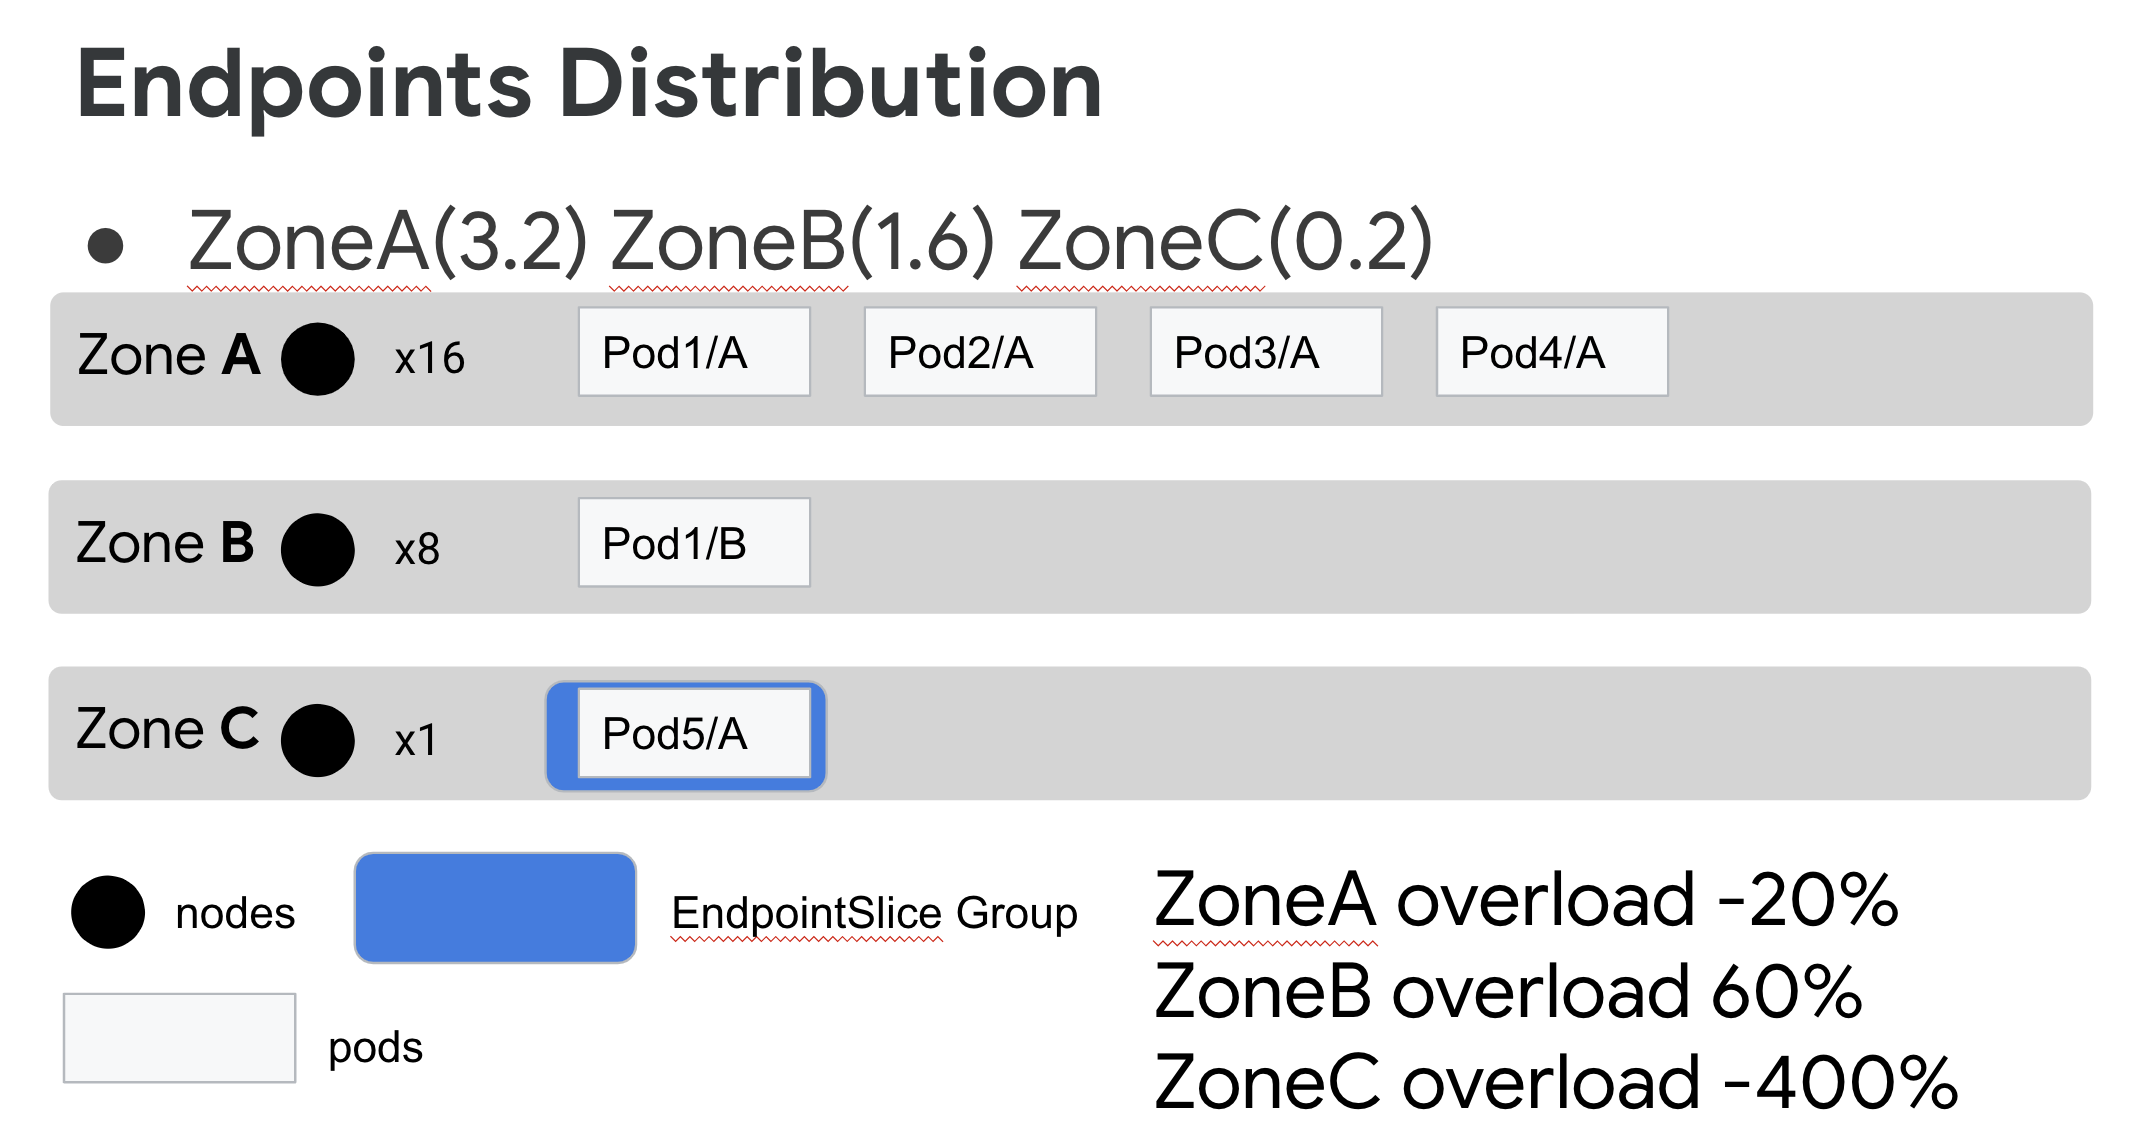 Endpoints Distribution
● ZoneA(3.2) ZoneB(1.6) ZoneC(0.2)
Zone A x16 Pod1/A Pod2/A Pod3/A Pod4/A
Zone B x8 Pod1/B
Zone C x1 Pod5/A
nodes EndpointSlice Group
pods
ZoneA overload -20%
ZoneB overload 60%
ZoneC overload -400%